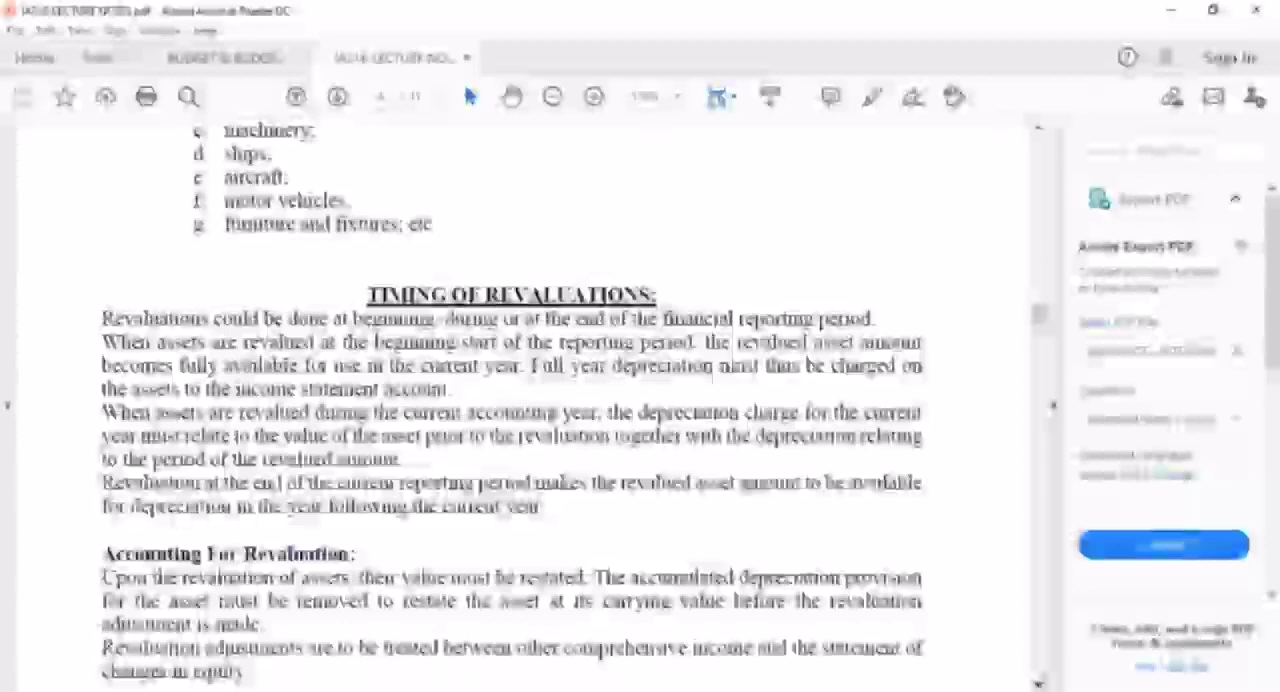 Home
BUDGET & BUDGE...
Sign In
c machinery;
d ships;
e aircraft;
f motor vehicles;
g furniture and fixtures; etc
TIMING OF REVALUATIONS:
Revaluations could be done at beginning, during or at the end of the financial reporting period.
When assets are revalued at the beginning/start of the reporting period, the revalued asset amount
becomes fully available for use in the current year. Full year depreciation must thus be charged on
the assets to the income statement account.
When assets are revalued during the current accounting year, the depreciation charge for the current
year must relate to the value of the asset prior to the revaluation together with the depreciation relating
to the period of the revalued amount.
Revaluation at the end of the current reporting period makes the revalued asset amount to be available
for depreciation in the year following the current year
Accounting For Revaluation:
Upon the revaluation of assets, their value must be restated. The accumulated depreciation provision
for the asset must be removed to restate the asset at its carrying value before the revaluation
adjustment is made.
Revaluation adjustments are to be treated between other comprehensive income and the statement of
changes in equity
Export PDF
Adobe Export PDF